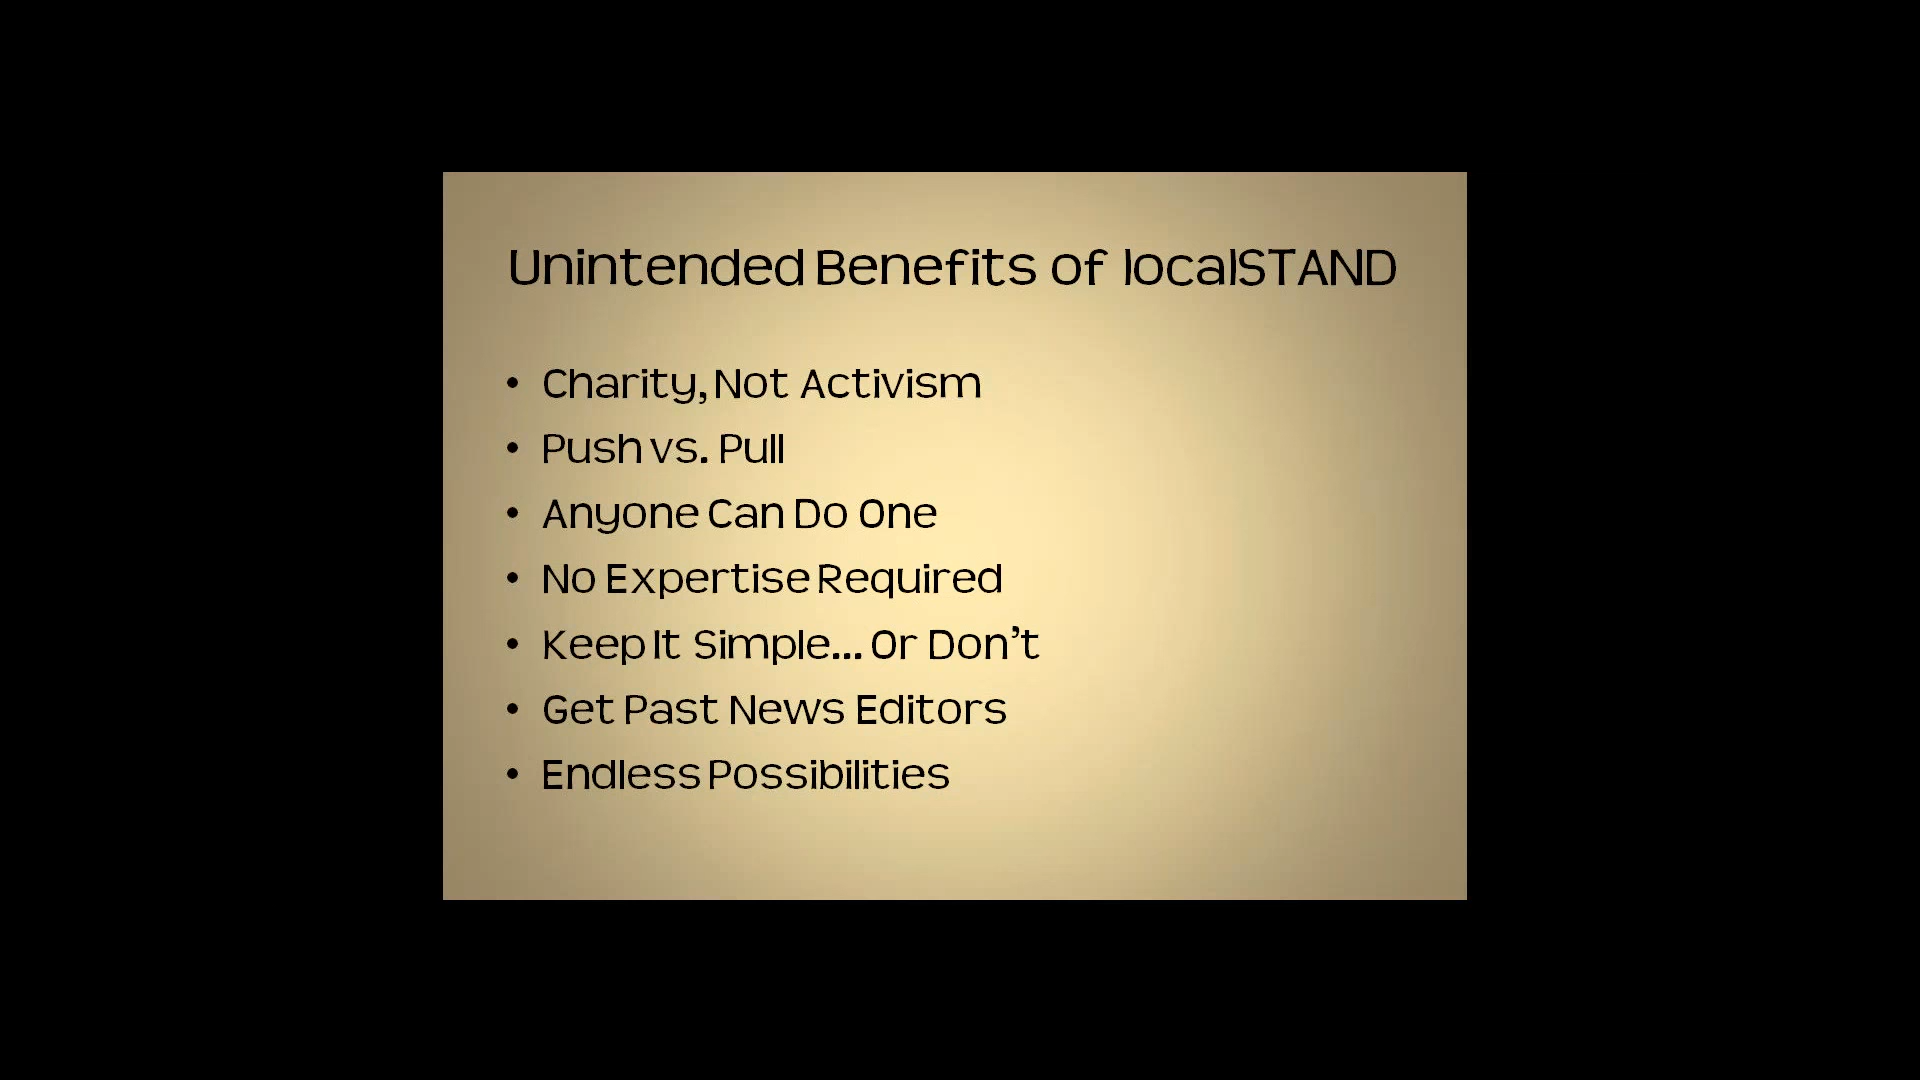 Unintended Benefits of localSTAND
• Charity, Not Activism
• Push vs. Pull
• Anyone Can Do One
• No Expertise Required
• Keep It Simple... Or Don’t
• Get Past News Editors
• Endless Possibilities